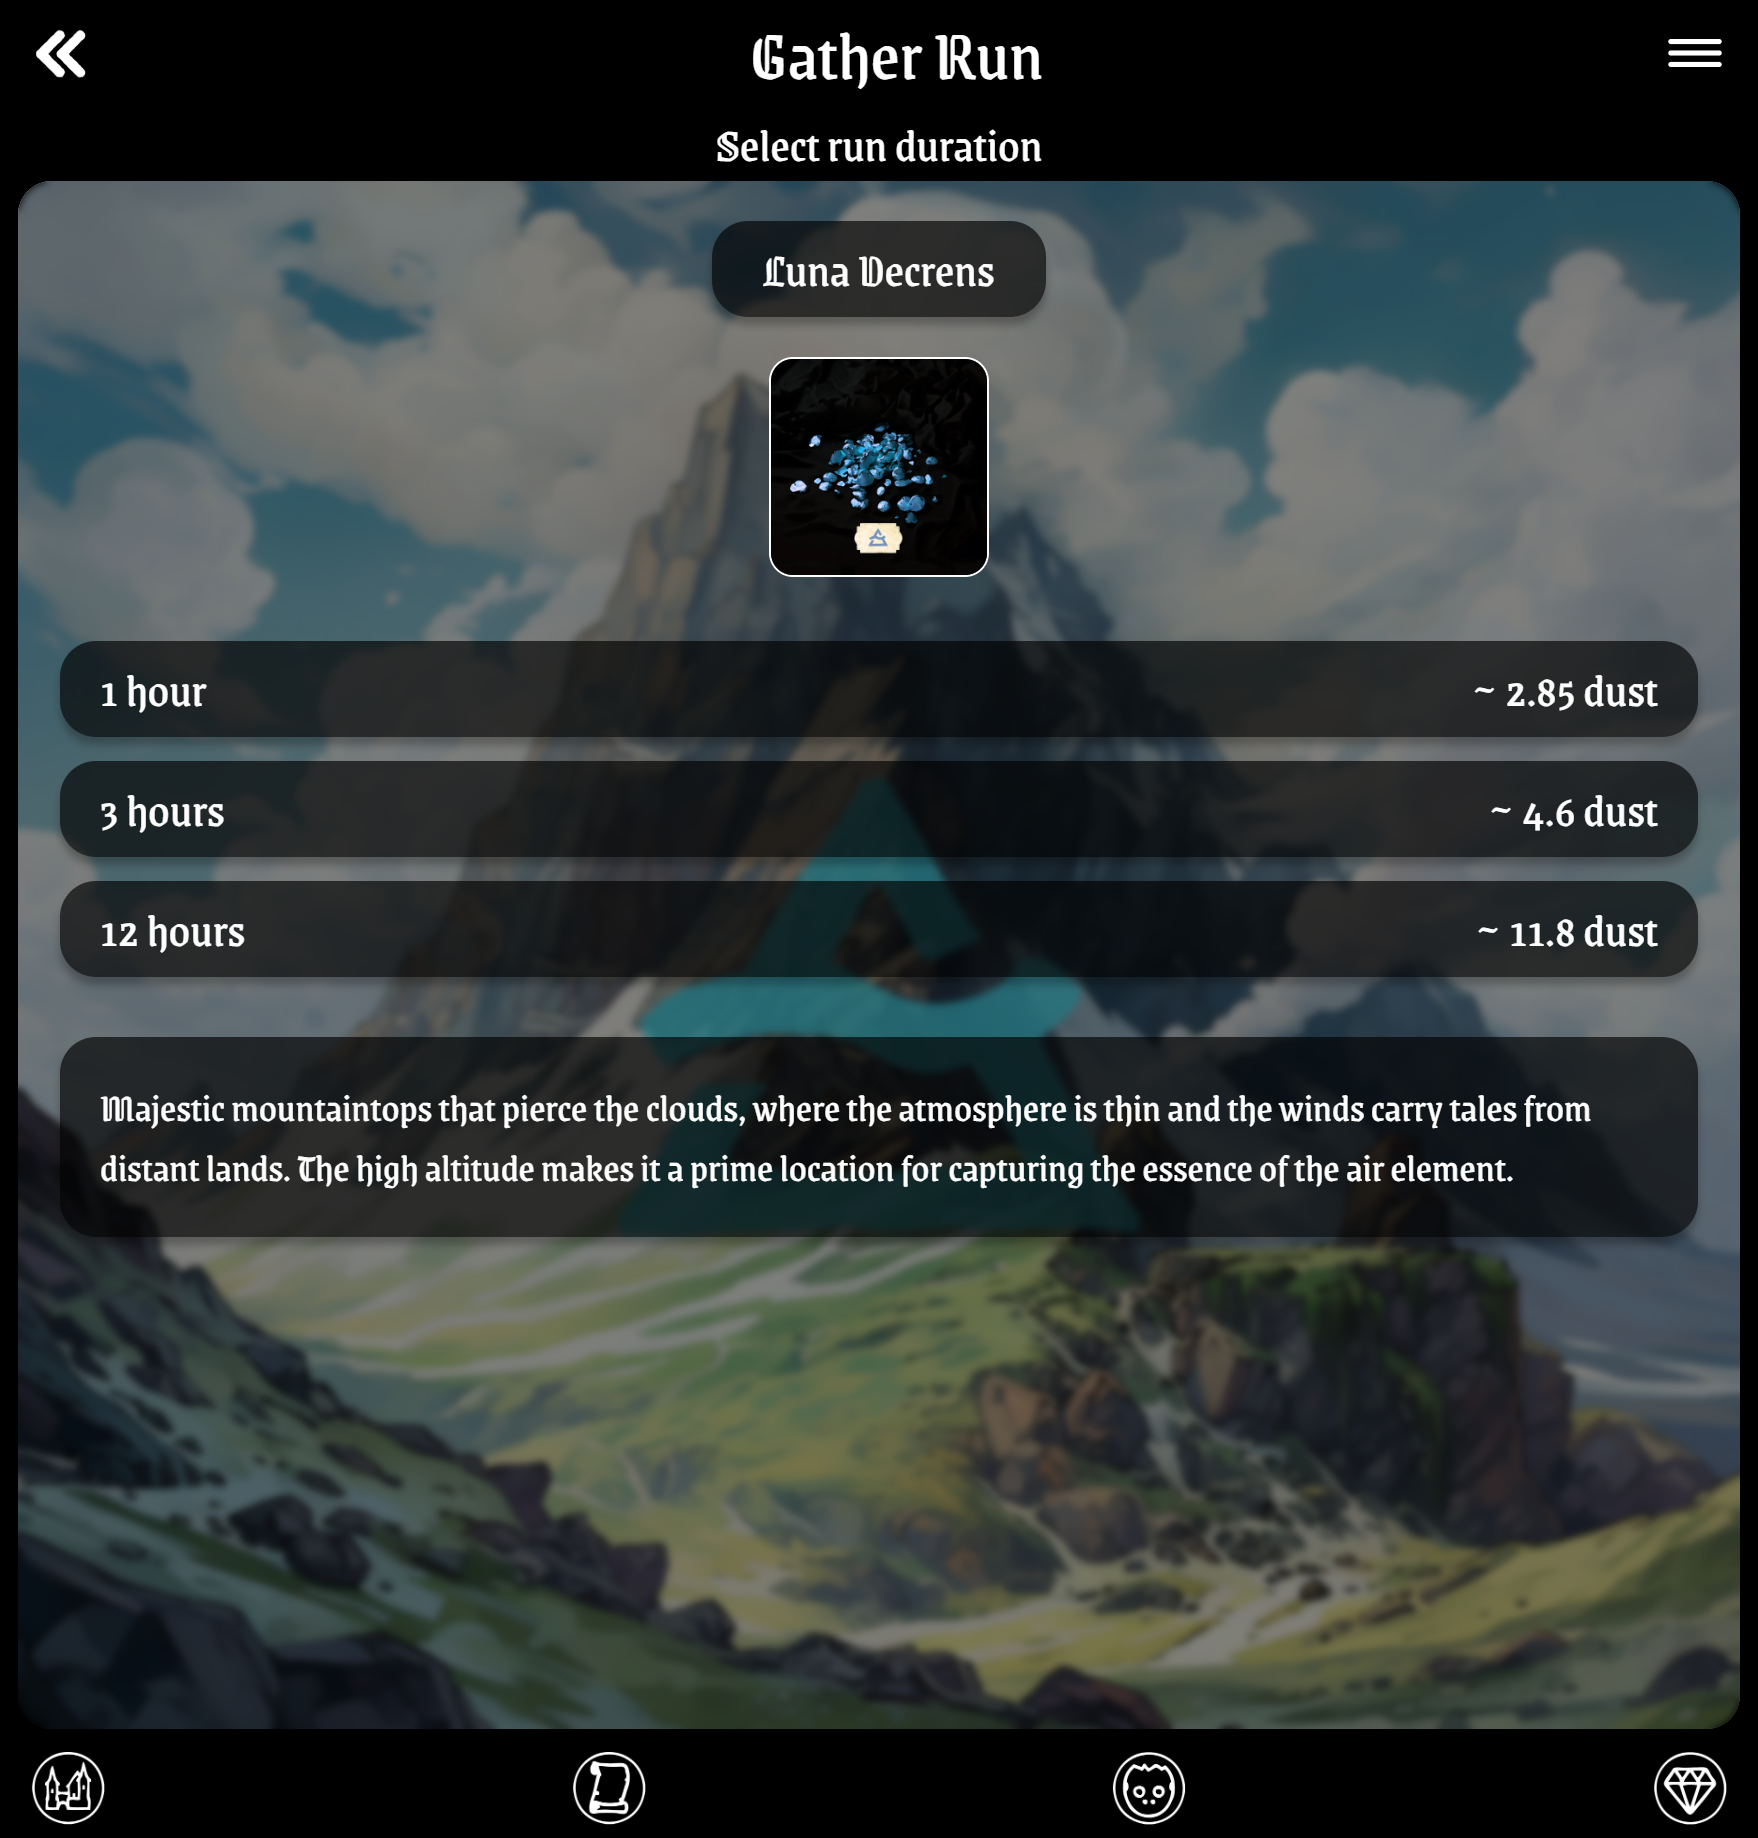 Gather Run
Select run duration
Luna Decrens
1 hour
~ 2.85 dust
3 hours
~ 4.6 dust
12 hours
~ 11.8 dust
Majestic mountaintops that pierce the clouds, where the atmosphere is thin and the winds carry tales from
distant lands. The high altitude makes it a prime location for capturing the essence of the air element.